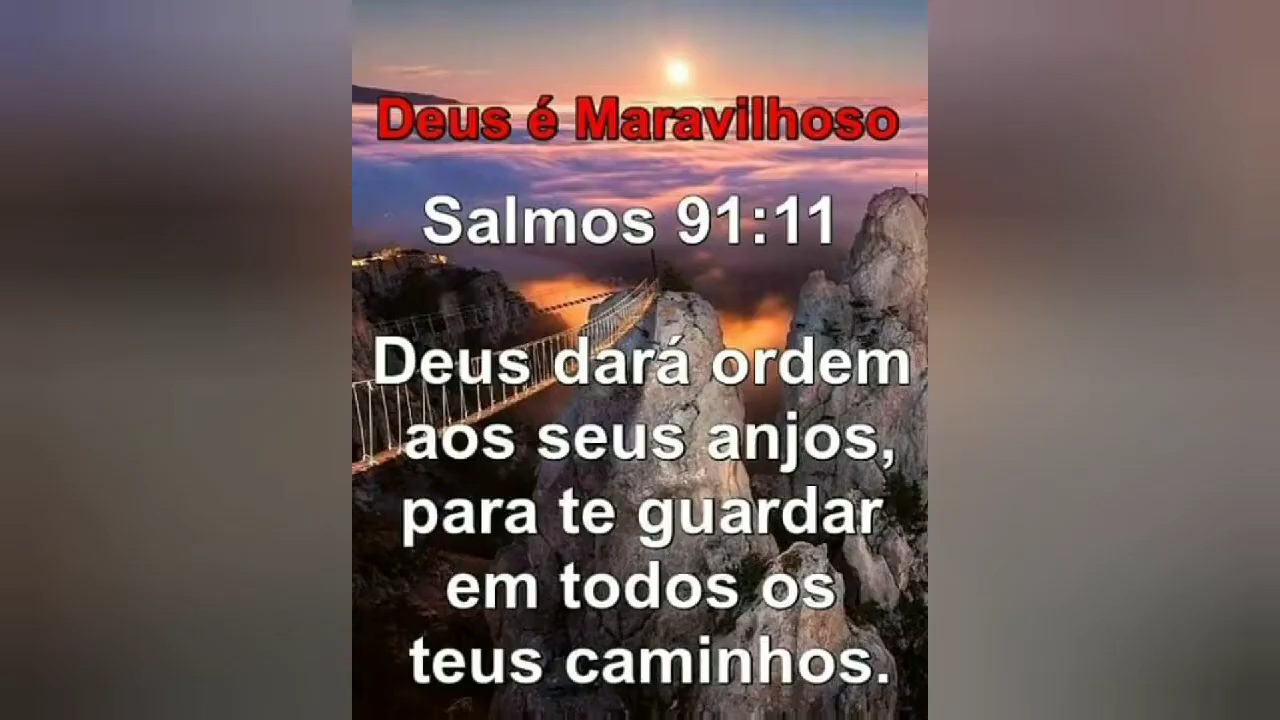 Deus é Maravilhoso
Salmos 91:11
Deus dará ordem
aos seus anjos,
para te guardar
em todos os
teus caminhos.